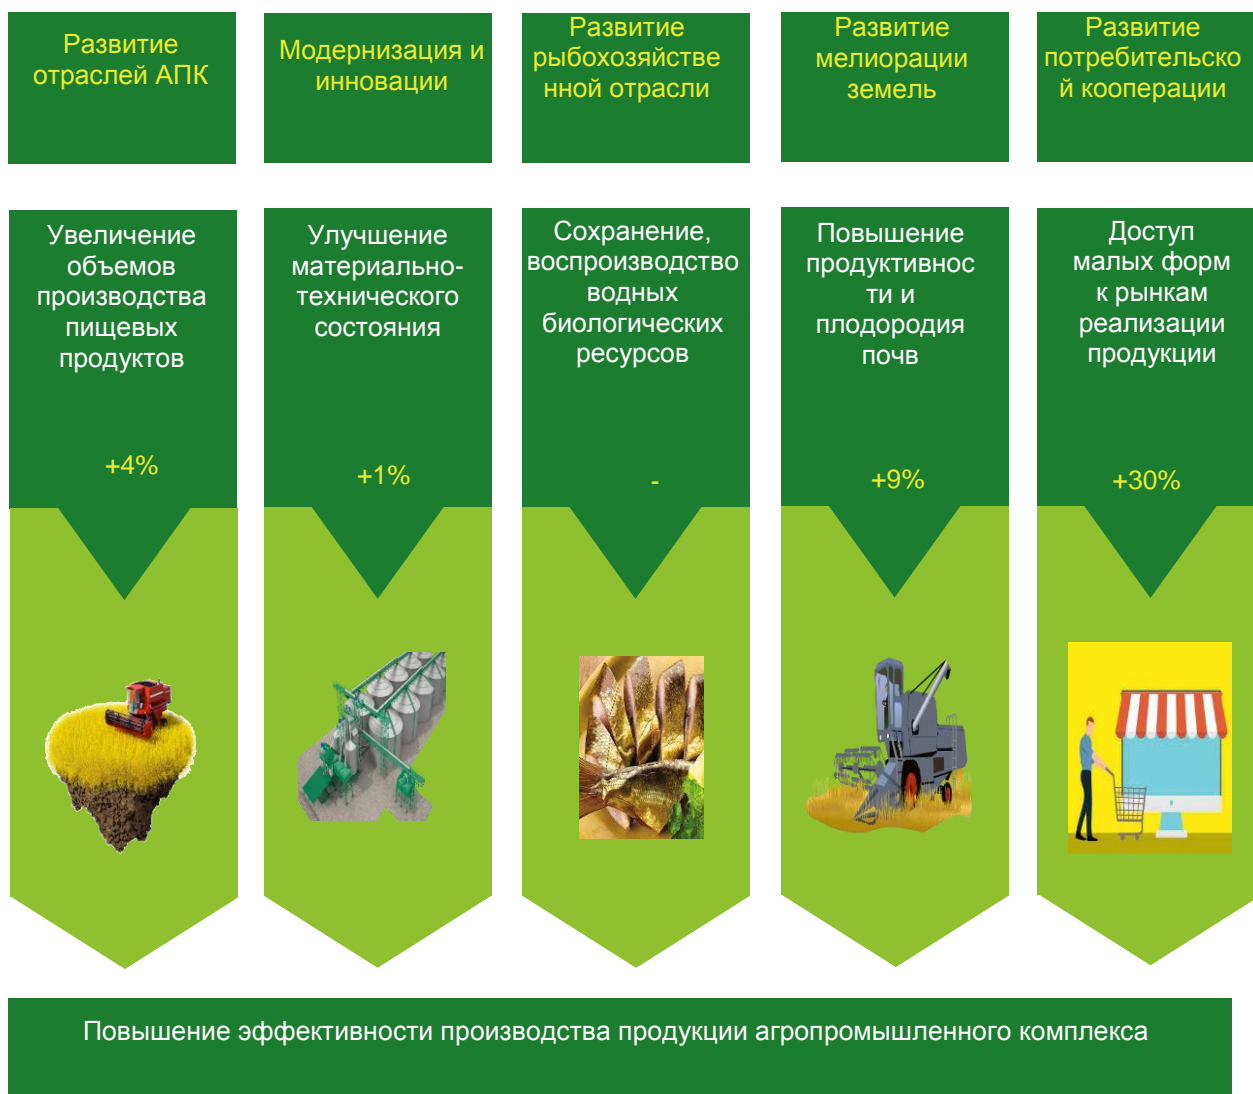 Развитие
отраслей АПК
Модернизация и
инновации
Развитие
рыбохозяйстве
нной отрасли
Развитие
мелиорации
земель
Развитие
потребительско
й кооперации
Увеличение
объемов
производства
пищевых
продуктов
+4%
Улучшение
материально-
технического
состояния
+1%
Сохранение,
воспроизводство
водных
биологических
ресурсов
-
Повышение
продуктивнос
ти и
плодородия
почв
+9%
Доступ
малых форм
к рынкам
реализации
продукции
+30%
Повышение эффективности производства продукции агропромышленного комплекса